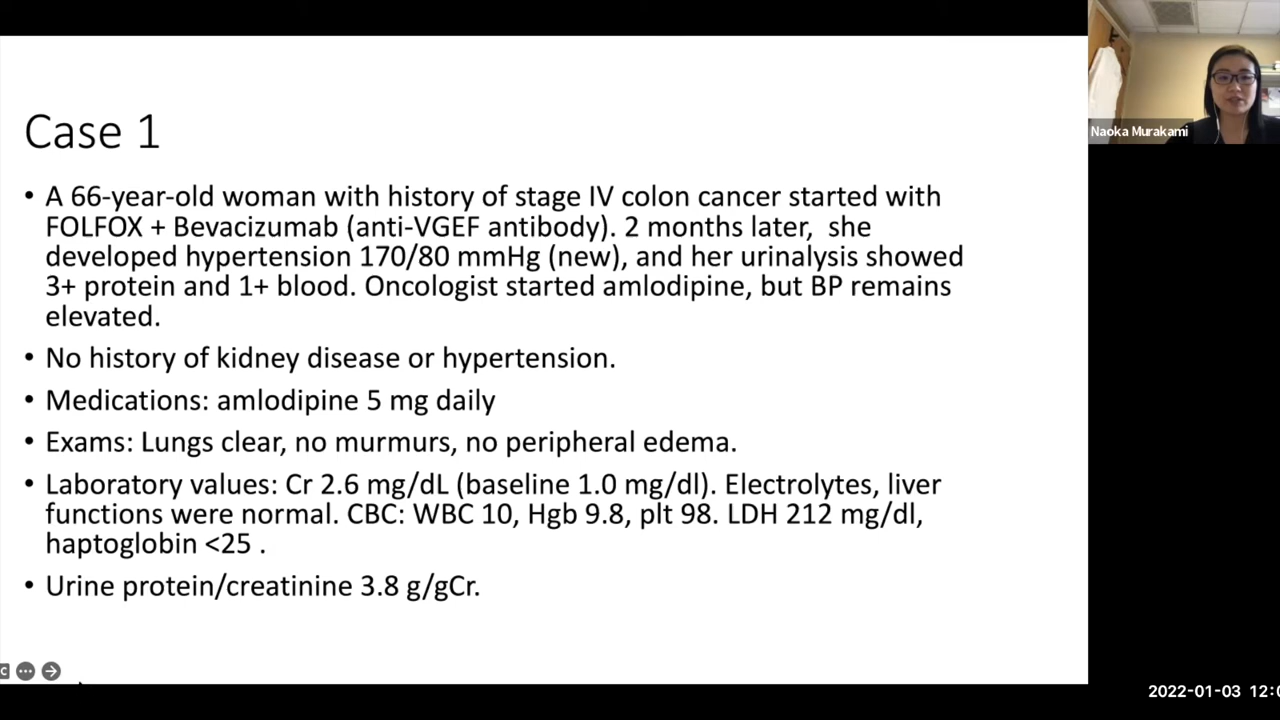 Case 1
• A 66-year-old woman with history of stage IV colon cancer started with
FOLFOX + Bevacizumab (anti-VGEF antibody). 2 months later,  she
developed hypertension 170/80 mmHg (new), and her urinalysis showed
3+ protein and 1+ blood. Oncologist started amlodipine, but BP remains
elevated.
• No history of kidney disease or hypertension.
• Medications: amlodipine 5 mg daily
• Exams: Lungs clear, no murmurs, no peripheral edema.
• Laboratory values: Cr 2.6 mg/dL (baseline 1.0 mg/dl). Electrolytes, liver
functions were normal. CBC: WBC 10, Hgb 9.8, plt 98. LDH 212 mg/dl,
haptoglobin <25 .
• Urine protein/creatinine 3.8 g/gCr.
Naoka Murakami
2022-01-03